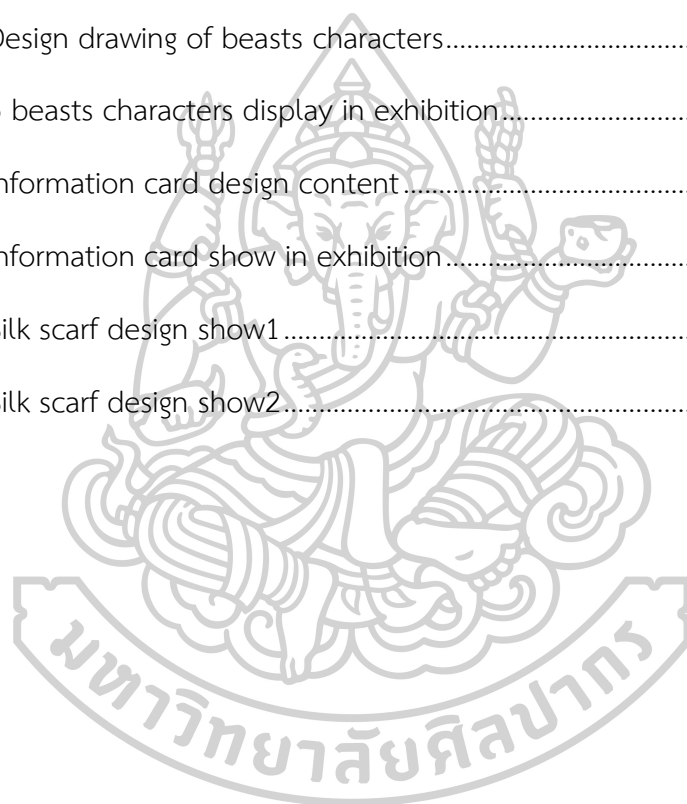 Design drawing of beasts characters........................................
beasts characters display in exhibition................................
nformation card design content..............................................
nformation card show in exhibition........................................
ilk scarf design show1...............................................................
ilk scarf design show2...............................................................
มหาวิทยาลัยศิลปากร